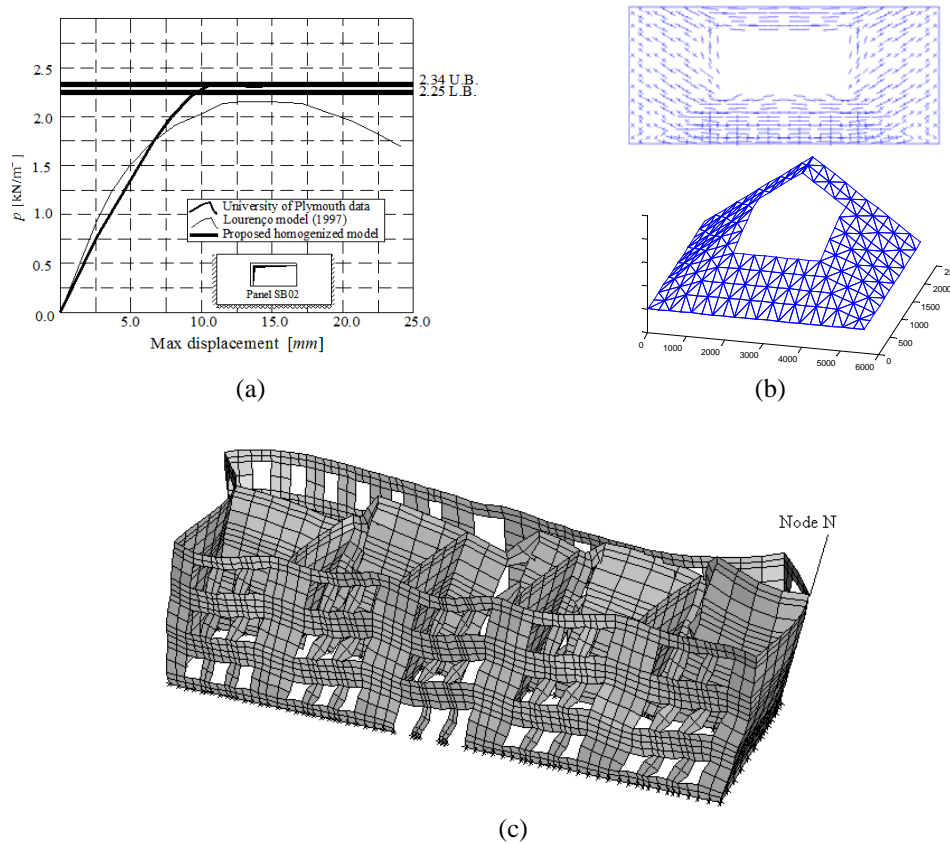 2.5
2.0
1.5
1.0
0.5
0.0
p [kN/m⁻]
5.0
10.0
15.0
20.0
25.0
Max displacement [mm]
2.34 U.B.
2.25 L.B.
University of Plymouth data
Lourenço model (1997)
Proposed homogenized model
Panel SB02
(a)
0
1000
2000
3000
4000
5000
6000
0
500
1000
1500
2000
(b)
Node N
(c)